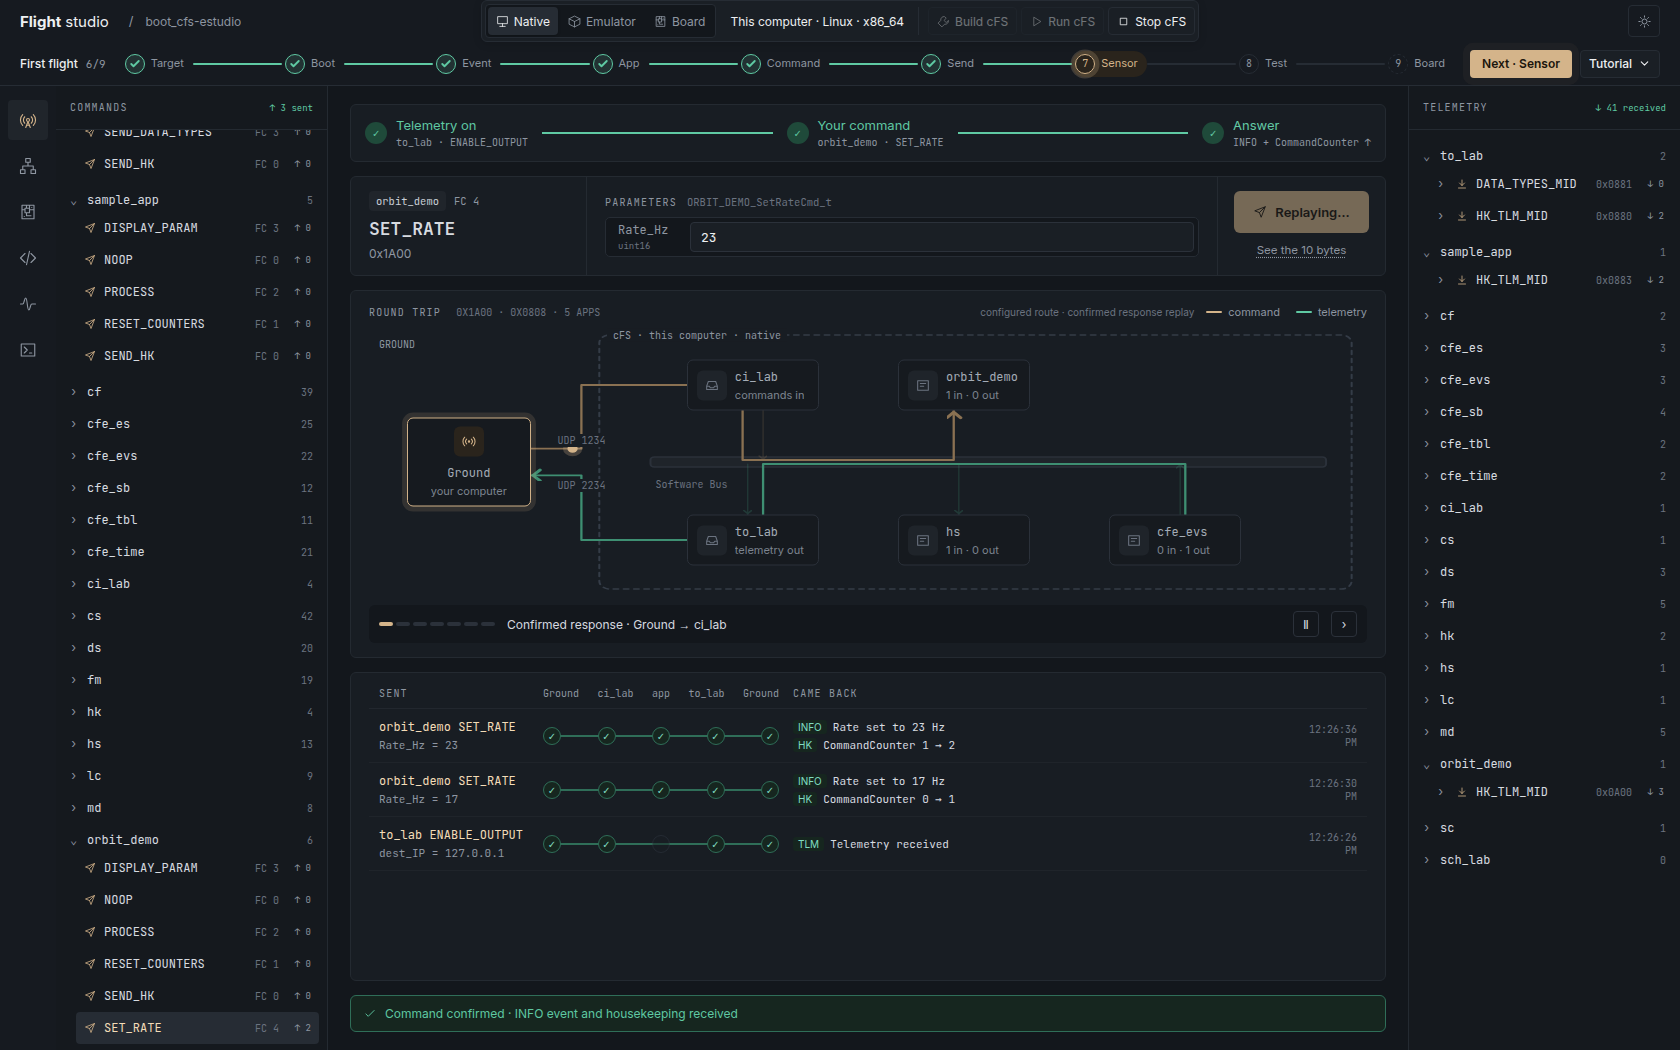 Flight studio / boot_cfs-estudio
Native Emulator Board This computer · Linux · x86_64 Build cFS Run cFS Stop cFS
First flight 6/9 Target Boot Event App Command Send 7 Sensor 8 Test 9 Board Next · Sensor Tutorial
COMMANDS ↑ 3 sent
SEND_DATA_TYPES FC 3 ↑ 0
SEND_HK FC 0 ↑ 0
sample_app 5
DISPLAY_PARAM FC 3 ↑ 0
NOOP FC 0 ↑ 0
PROCESS FC 2 ↑ 0
RESET_COUNTERS FC 1 ↑ 0
SEND_HK FC 0 ↑ 0
cf 39
cfe_es 25
cfe_evs 22
cfe_sb 12
cfe_tbl 11
cfe_time 21
ci_lab 4
cs 42
ds 20
fm 19
hk 4
hs 13
lc 9
md 8
orbit_demo 6
DISPLAY_PARAM FC 3 ↑ 0
NOOP FC 0 ↑ 0
PROCESS FC 2 ↑ 0
RESET_COUNTERS FC 1 ↑ 0
SEND_HK FC 0 ↑ 0
SET_RATE FC 4 ↑ 2
Telemetry on
to_lab · ENABLE_OUTPUT
Your command
orbit_demo · SET_RATE
Answer
INFO + CommandCounter ↑
orbit_demo FC 4
SET_RATE
0x1A00
PARAMETERS ORBIT_DEMO_SetRateCmd_t
Rate_Hz
uint16
23
Replaying...
See the 10 bytes
ROUND TRIP 0x1A00 · 0x0808 · 5 APPS configured route · confirmed response replay command telemetry
GROUND
cFS · this computer · native
ci_lab
commands in
orbit_demo
1 in · 0 out
UDP 1234
Ground
your computer
UDP 2234
Software Bus
to_lab
telemetry out
hs
1 in · 0 out
cfe_evs
0 in · 1 out
Confirmed response · Ground → ci_lab
SENT Ground ci_lab app to_lab Ground CAME BACK
orbit_demo SET_RATE
Rate_Hz = 23
INFO Rate set to 23 Hz
HK CommandCounter 1 → 2
12:26:36
PM
orbit_demo SET_RATE
Rate_Hz = 17
INFO Rate set to 17 Hz
HK CommandCounter 0 → 1
12:26:30
PM
to_lab ENABLE_OUTPUT
dest_IP = 127.0.0.1
TLM Telemetry received
12:26:26
PM
Command confirmed · INFO event and housekeeping received
TELEMETRY ↓ 41 received
to_lab 2
DATA_TYPES_MID 0x0881 ↓ 0
HK_TLM_MID 0x0880 ↓ 2
sample_app 1
HK_TLM_MID 0x0883 ↓ 2
cf 2
cfe_es 3
cfe_evs 3
cfe_sb 4
cfe_tbl 2
cfe_time 2
ci_lab 1
cs 1
ds 3
fm 5
hk 2
hs 1
lc 1
md 5
orbit_demo 1
HK_TLM_MID 0x0A00 ↓ 3
sc 1
sch_lab 0